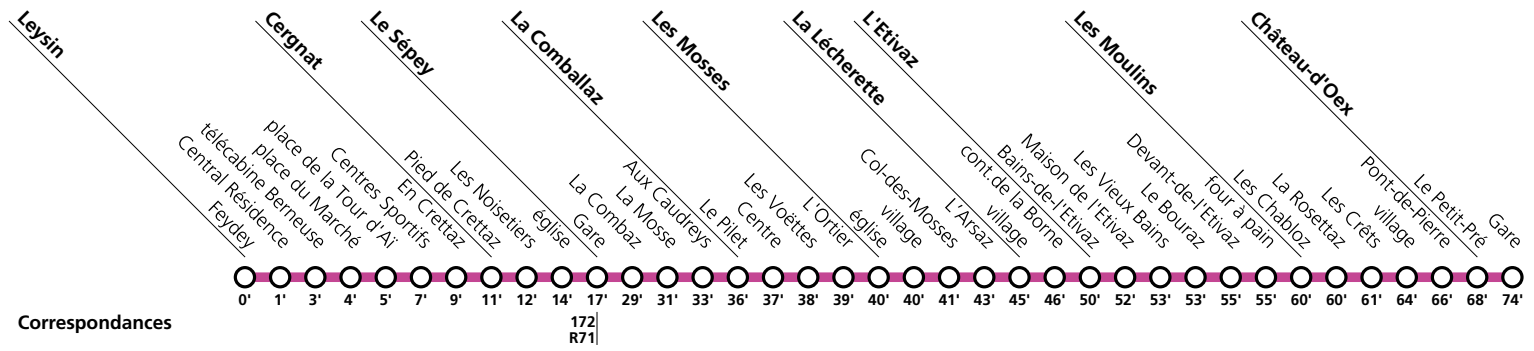 Leysin
Cergnat
Le Sépey
La Comballaz
Les Mosses
La Lécherette
L'Etivaz
Les Moulins
Château-d'Oex
Feydey
Central Résidence
télécabine Berneuse
place du Marché
place de la Tour d'Aï
Centres Sportifs
En Crettaz
Pied de Crettaz
Les Noisetiers
église
Gare
La Combaz
La Mosse
Aux Caudreys
Le Pilet
Centre
Les Voëttes
L'Ortier
église
village
Col-des-Mosses
L'Arsaz
village
cont.de la Borne
Bains-de-l'Etivaz
Maison de l'Etivaz
Les Vieux Bains
Le Bouraz
Devant-de-l'Etivaz
four à pain
Les Chabloz
La Rosettaz
Les Crêts
village
Pont-de-Pierre
Le Petit-Pré
Gare
0' 1' 3' 4' 5' 7' 9' 11' 12' 14' 17' 29' 31' 33' 36' 37' 38' 39' 40' 40' 41' 43' 45' 46' 50' 52' 53' 53' 55' 55' 60' 60' 61' 64' 66' 68' 74'
Correspondances
172
R71